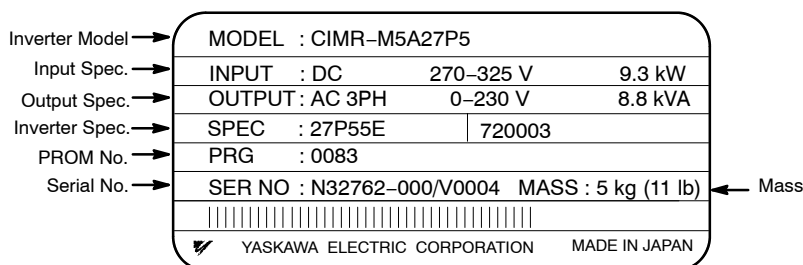 Inverter Model MODEL : CIMR−M5A27P5
Input Spec. INPUT : DC 270−325 V 9.3 kW
Output Spec. OUTPUT : AC 3PH 0−230 V 8.8 kVA
Inverter Spec. SPEC : 27P55E 720003
PROM No. PRG : 0083
Serial No. SER NO : N32762−000/V0004 MASS : 5 kg (11 lb) Mass
YASKAWA ELECTRIC CORPORATION MADE IN JAPAN